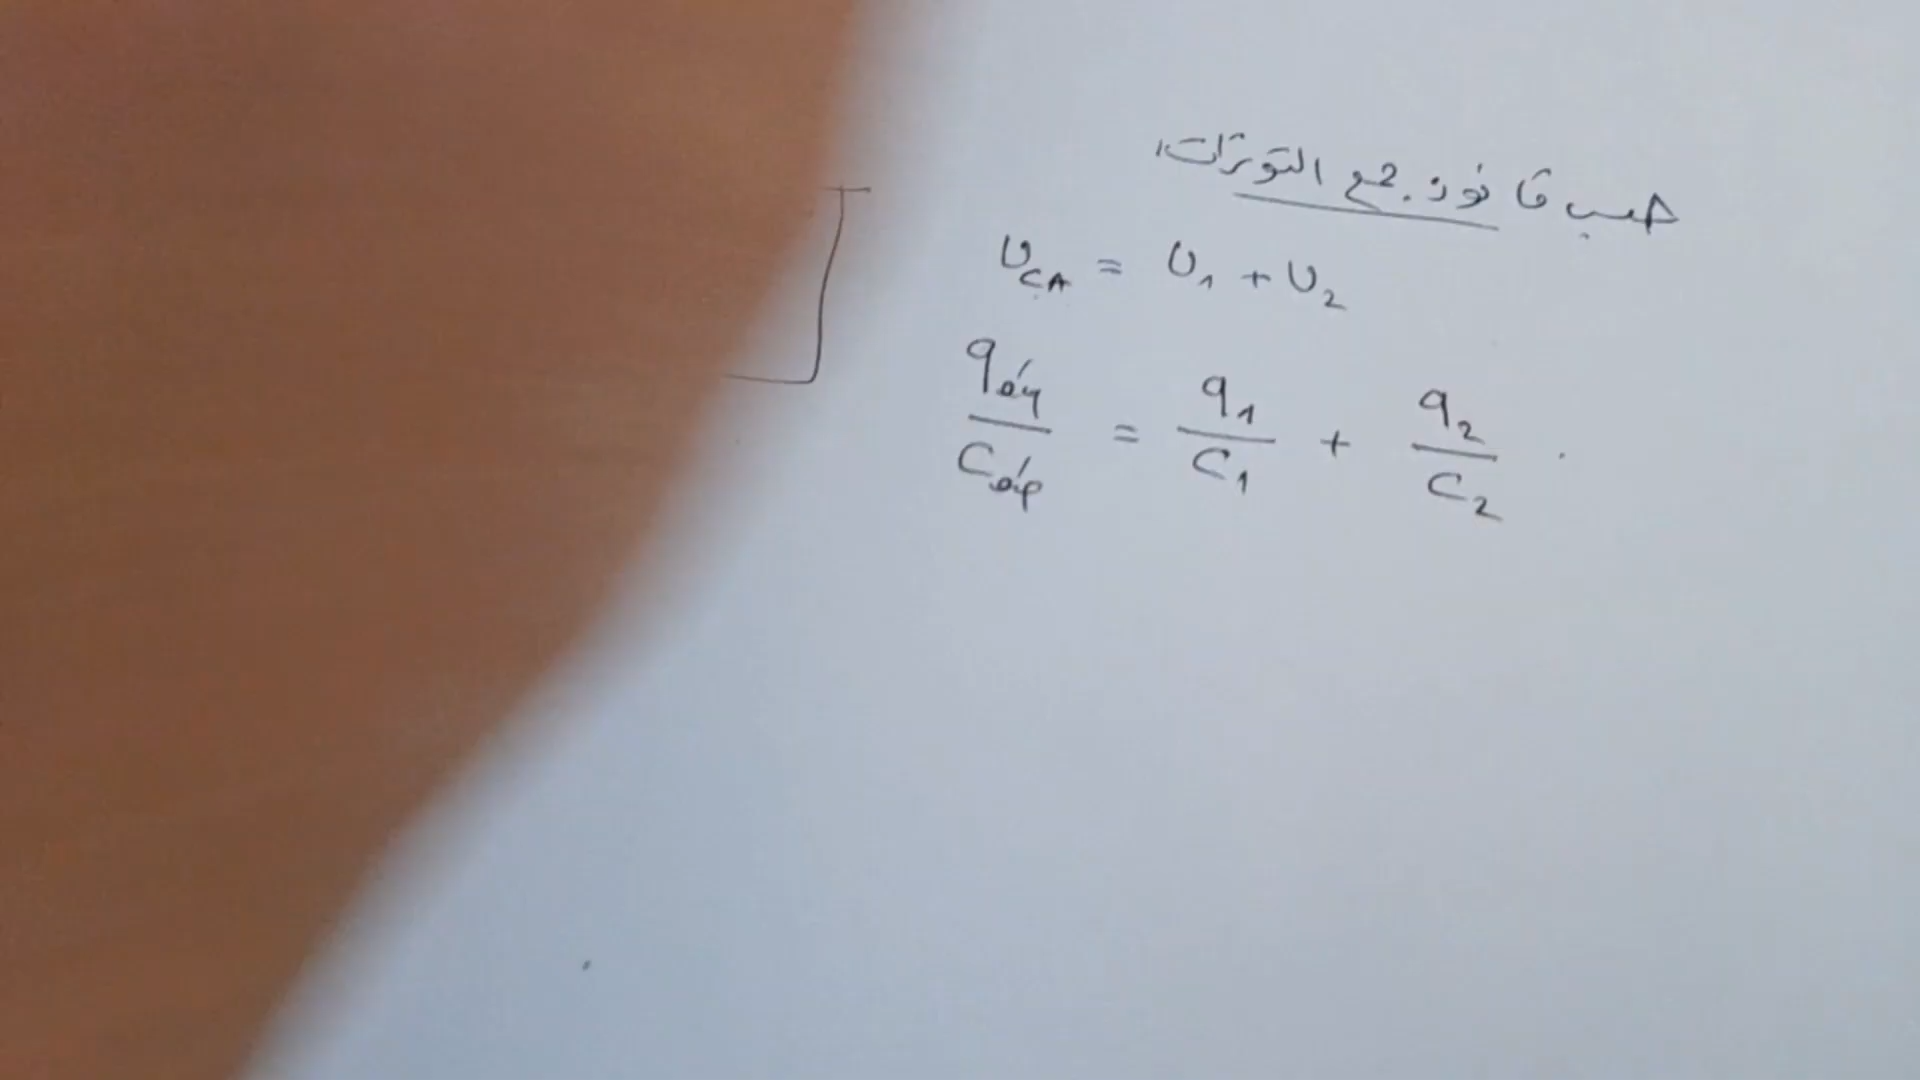 حسب قانون جمع التوترات،
U_CA = U_1 + U_2
q_éq / C_éq = q_1 / C_1 + q_2 / C_2